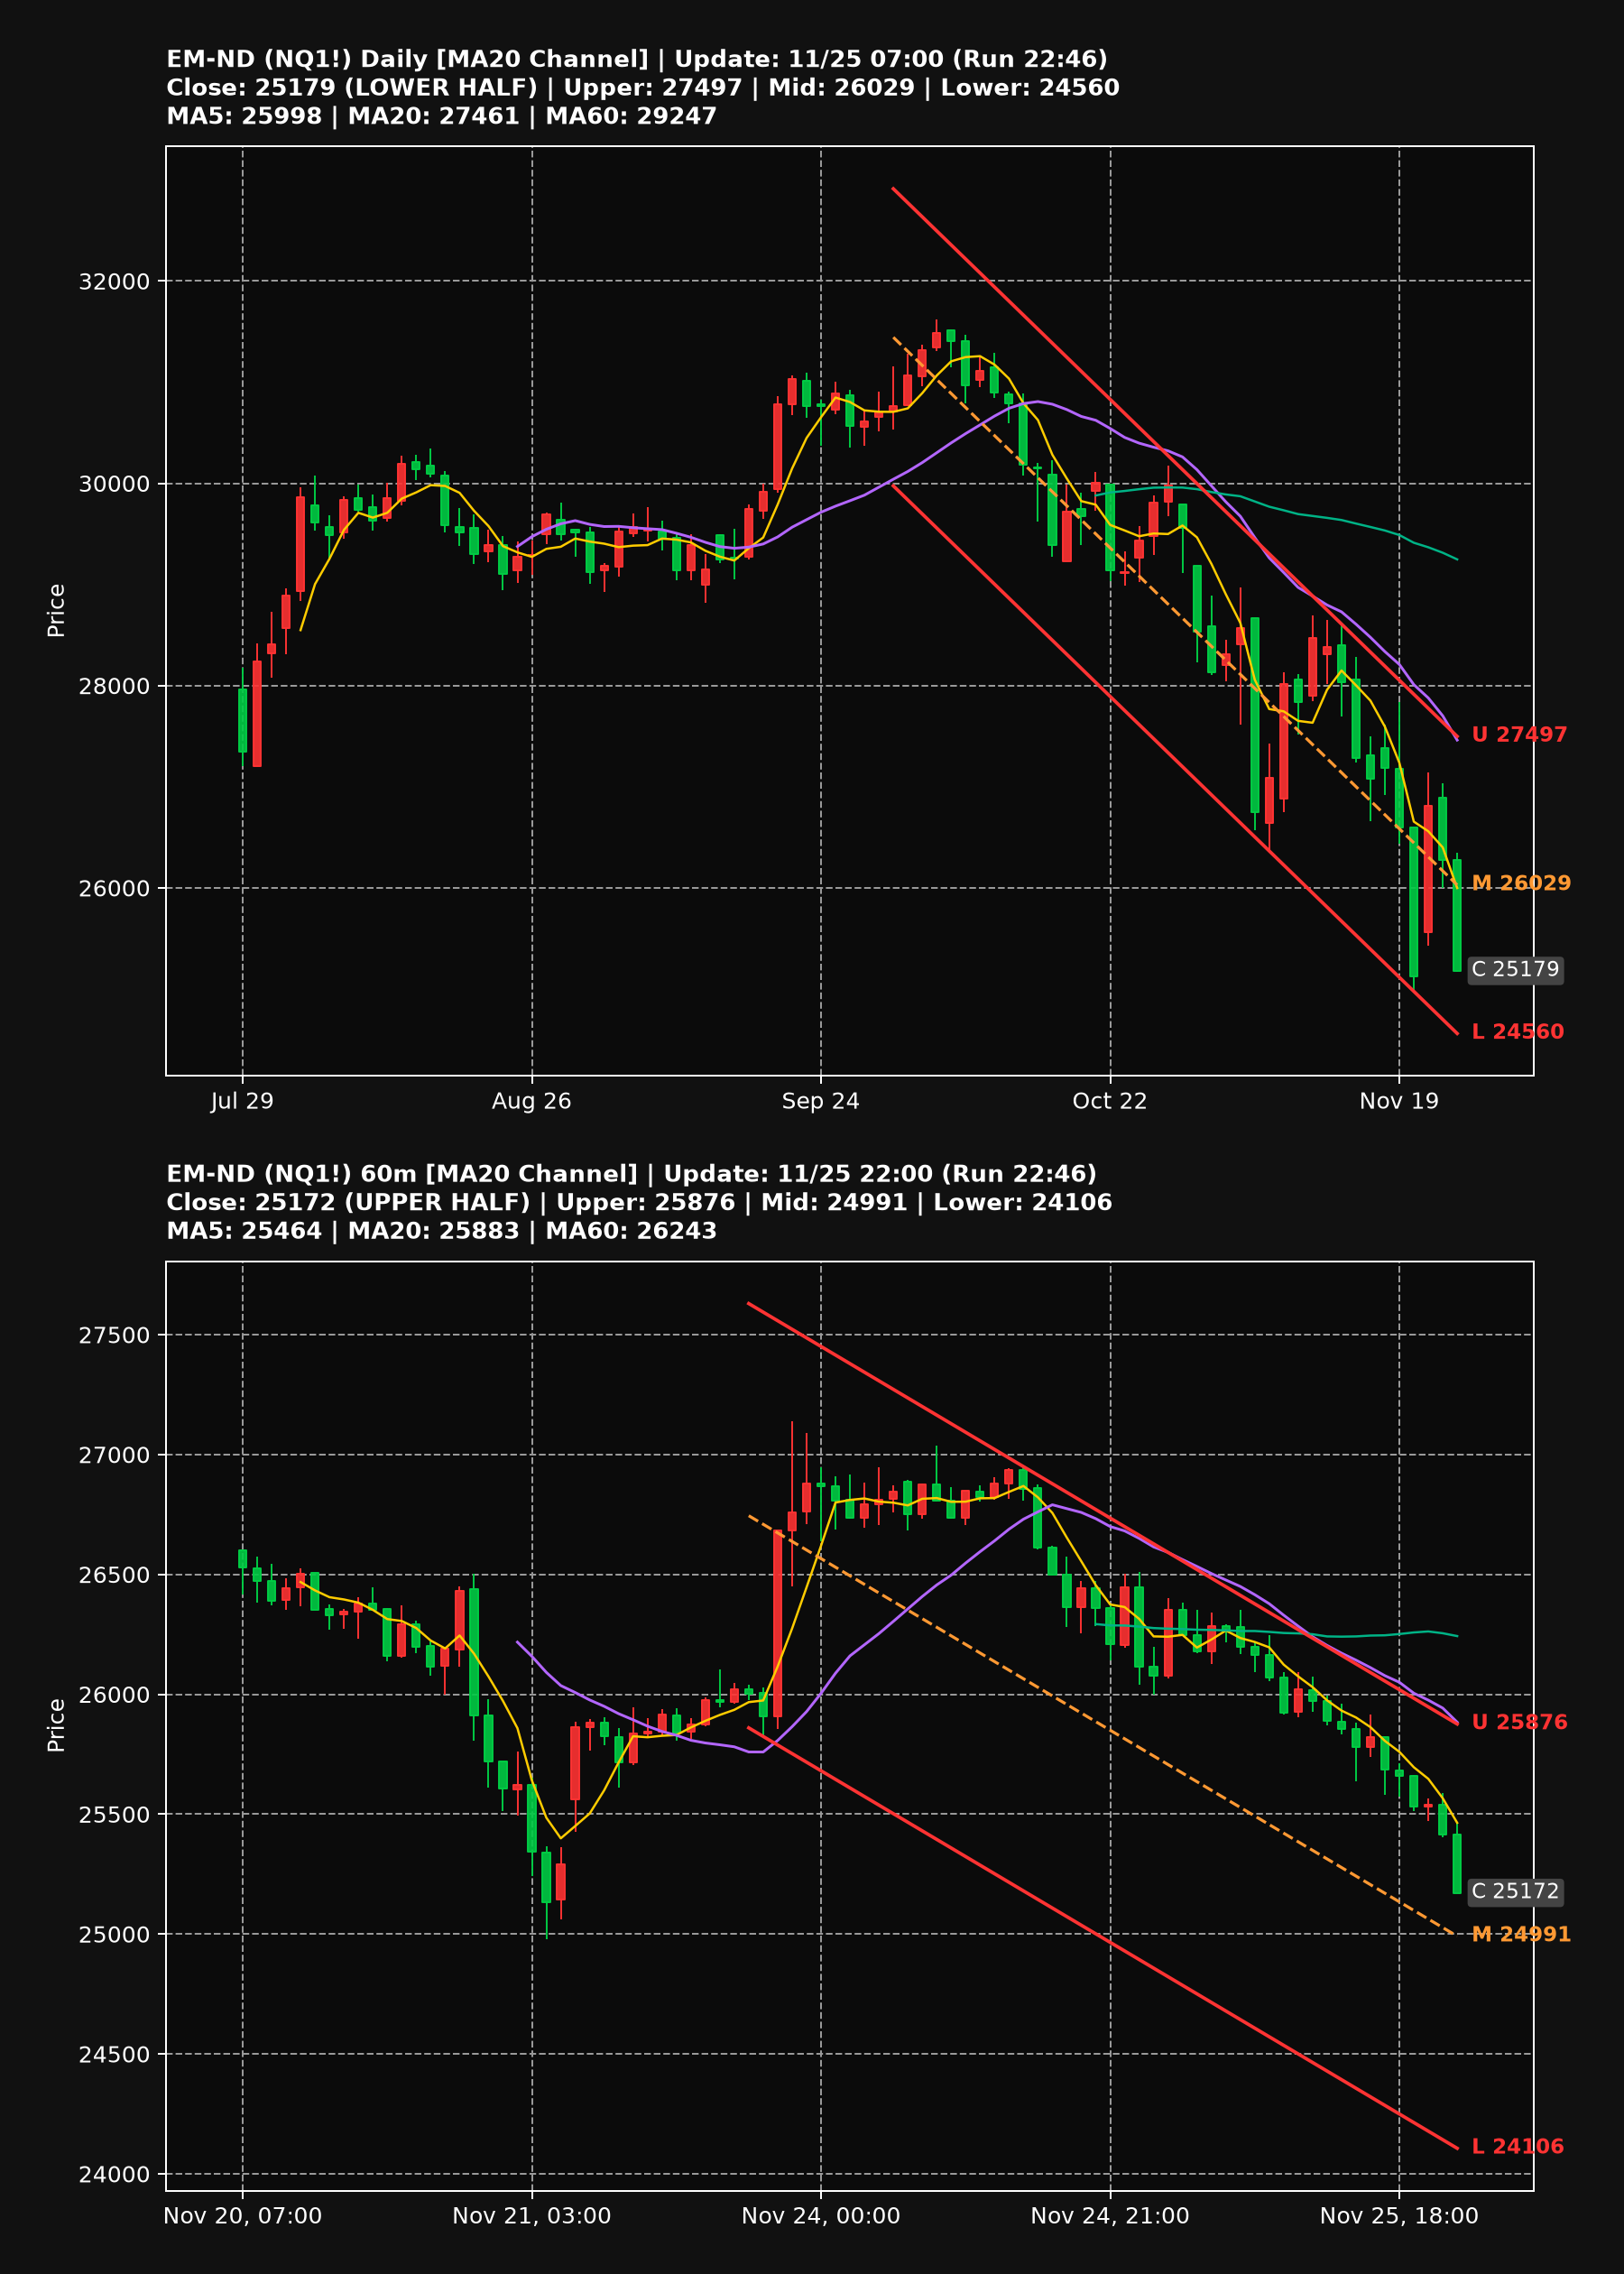 EM-ND (NQ1!) Daily [MA20 Channel] | Update: 11/25 07:00 (Run 22:46)
Close: 25179 (LOWER HALF) | Upper: 27497 | Mid: 26029 | Lower: 24560
MA5: 25998 | MA20: 27461 | MA60: 29247
Price
32000
30000
28000
26000
U 27497
M 26029
C 25179
L 24560
Jul 29
Aug 26
Sep 24
Oct 22
Nov 19
EM-ND (NQ1!) 60m [MA20 Channel] | Update: 11/25 22:00 (Run 22:46)
Close: 25172 (UPPER HALF) | Upper: 25876 | Mid: 24991 | Lower: 24106
MA5: 25464 | MA20: 25883 | MA60: 26243
Price
27500
27000
26500
26000
25500
25000
24500
24000
U 25876
C 25172
M 24991
L 24106
Nov 20, 07:00
Nov 21, 03:00
Nov 24, 00:00
Nov 24, 21:00
Nov 25, 18:00